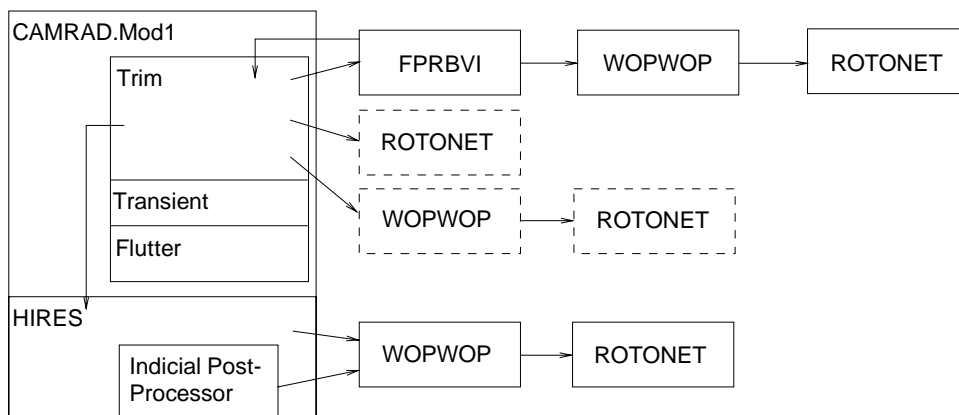 CAMRAD.Mod1
Trim
FPRBVI
WOPWOP
ROTONET
ROTONET
Transient
WOPWOP
ROTONET
Flutter
HIRES
WOPWOP
ROTONET
Indicial Post-
Processor